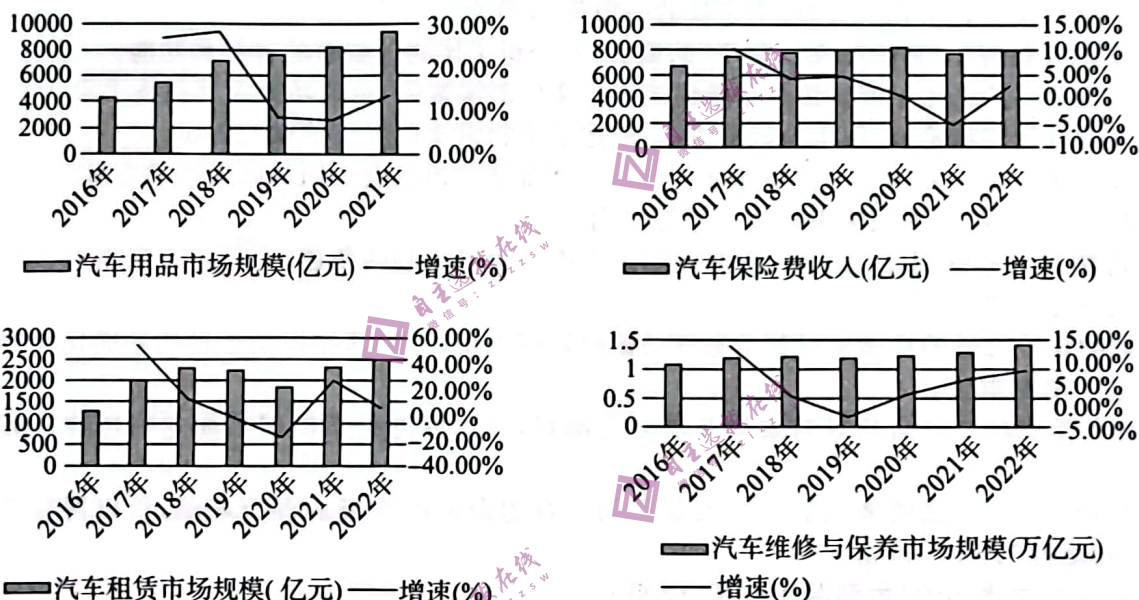 10000
8000
6000
4000
2000
0
30.00%
20.00%
10.00%
0.00%
2016年
2017年
2018年
2019年
2020年
2021年
汽车用品市场规模(亿元)
增速(%)
10000
8000
6000
4000
2000
0
15.00%
10.00%
5.00%
0.00%
−5.00%
−10.00%
2016年
2017年
2018年
2019年
2020年
2021年
2022年
汽车保险费收人(亿元)
增速(%)
3000
2500
2000
1500
1000
500
0
60.00%
40.00%
20.00%
0.00%
−20.00%
−40.00%
2016年
2017年
2018年
2019年
2020年
2021年
2022年
汽车租赁市场规模( 亿元)
增速(%)
1.5
1
0.5
0
15.00%
10.00%
5.00%
0.00%
−5.00%
2016年
2017年
2018年
2019年
2020年
2021年
2022年
汽车维修与保养市场规模(万亿元)
增速(%)
自主选拔在线
微信号：zizzsw